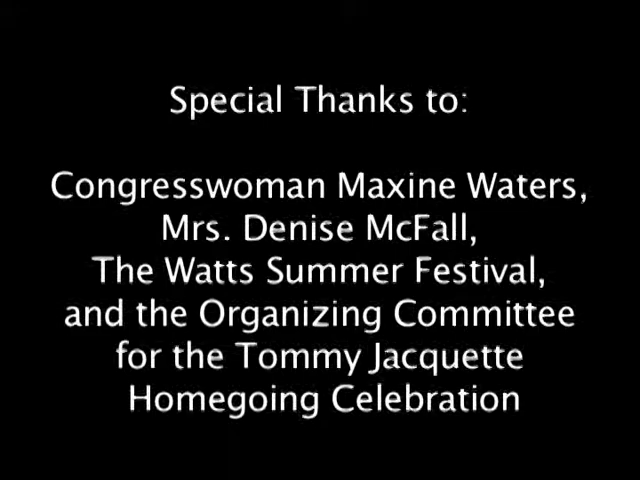 Special Thanks to:
Congresswoman Maxine Waters,
Mrs. Denise McFall,
The Watts Summer Festival,
and the Organizing Committee
for the Tommy Jacquette
Homegoing Celebration